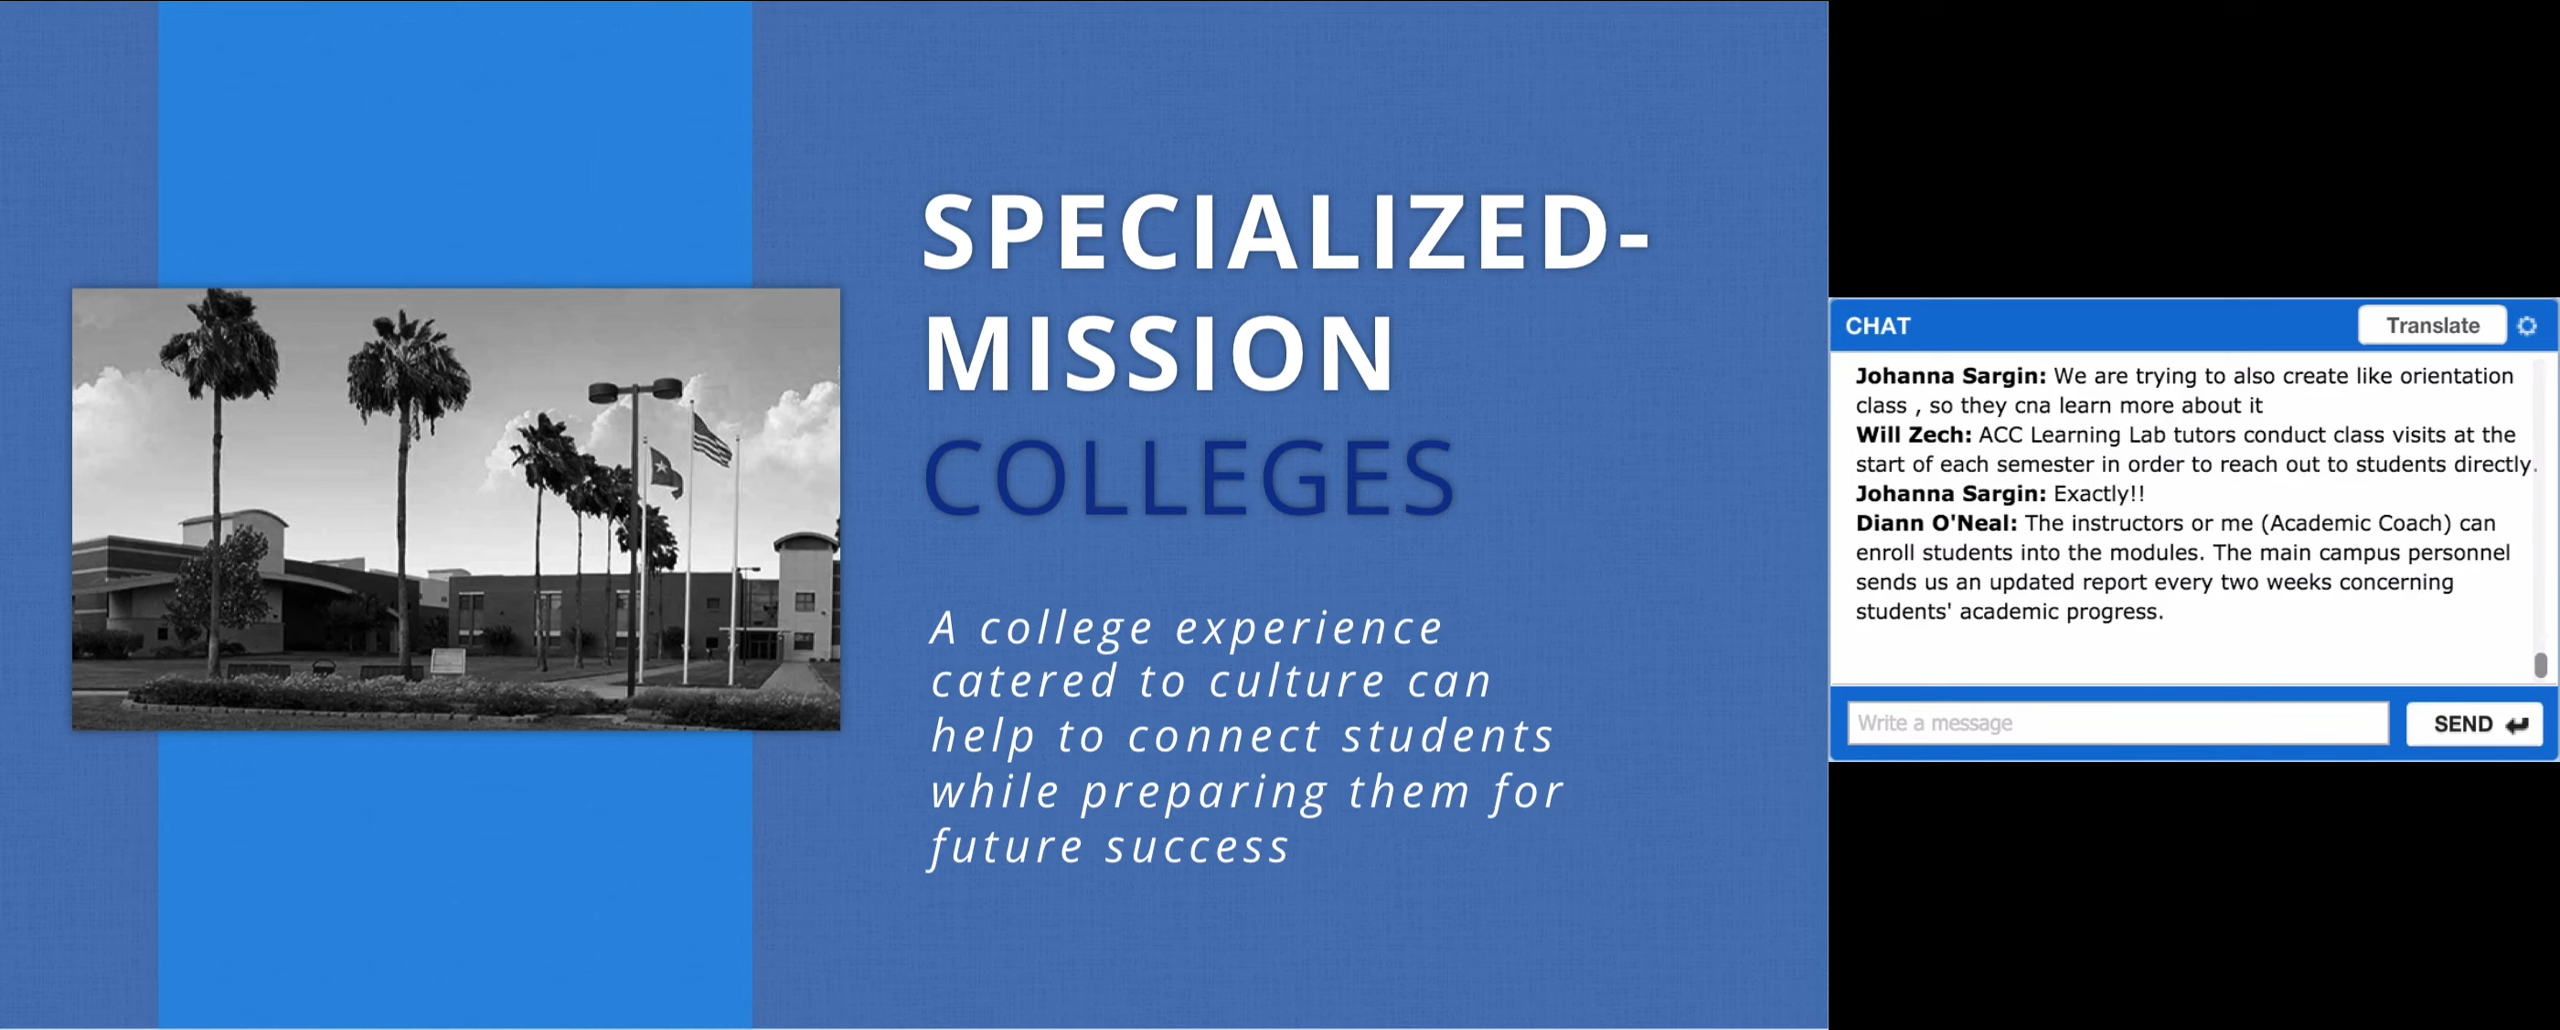 SPECIALIZED-
MISSION
COLLEGES
A college experience
catered to culture can
help to connect students
while preparing them for
future success
CHAT
Translate
Johanna Sargin: We are trying to also create like orientation
class , so they cna learn more about it
Will Zech: ACC Learning Lab tutors conduct class visits at the
start of each semester in order to reach out to students directly.
Johanna Sargin: Exactly!!
Diann O'Neal: The instructors or me (Academic Coach) can
enroll students into the modules. The main campus personnel
sends us an updated report every two weeks concerning
students' academic progress.
Write a message
SEND